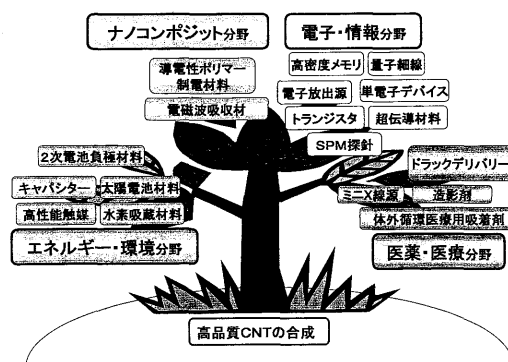 ナノコンポジット分野
電子・情報分野
導電性ポリマー
制電材料
電磁波吸収材
高密度メモリ
量子細線
電子放出源
単電子デバイス
トランジスタ
超伝導材料
SPM探針
2次電池負極材料
キャパシター
太陽電池材料
高性能触媒
水素吸蔵材料
エネルギー・環境分野
ドラックデリバリー
ミニX線源
造影剤
体外循環医療用吸着剤
医薬・医療分野
高品質CNTの合成